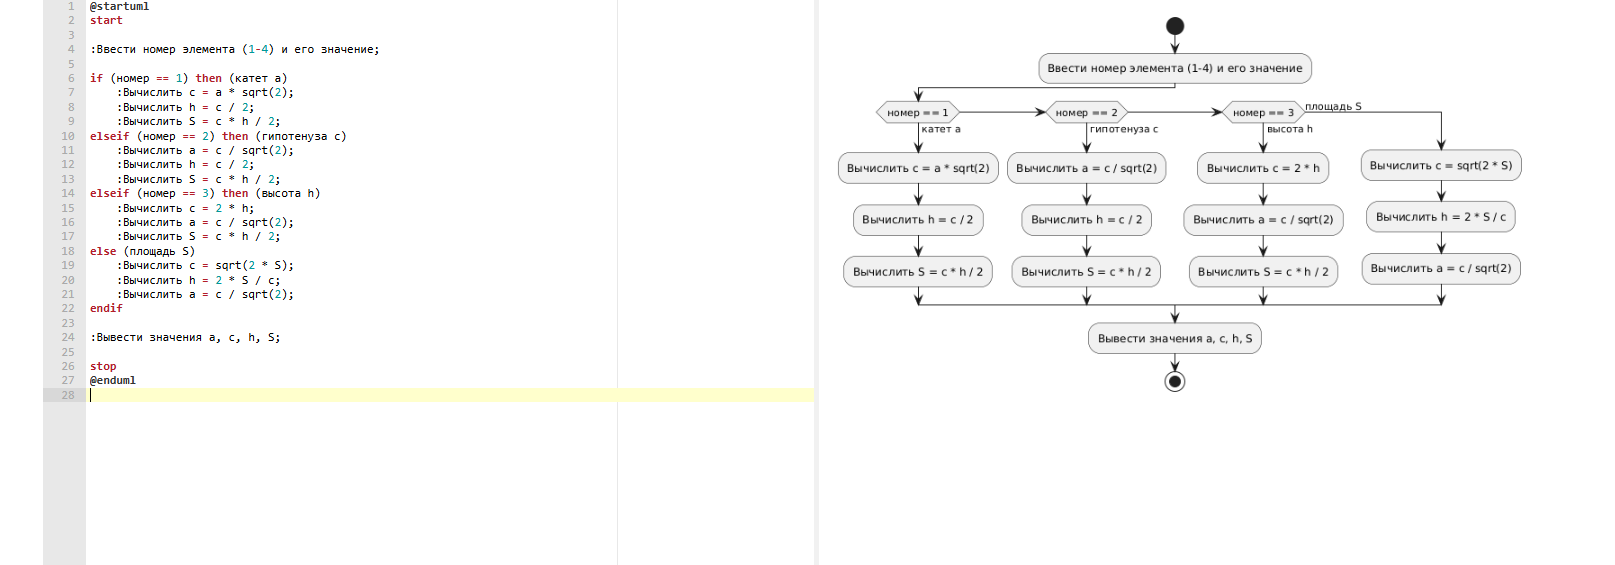 1 @startuml
2 start
3
4 :Ввести номер элемента (1-4) и его значение;
5
6 if (номер == 1) then (катет a)
7 :Вычислить c = a * sqrt(2);
8 :Вычислить h = c / 2;
9 :Вычислить S = c * h / 2;
10 elseif (номер == 2) then (гипотенуза c)
11 :Вычислить a = c / sqrt(2);
12 :Вычислить h = c / 2;
13 :Вычислить S = c * h / 2;
14 elseif (номер == 3) then (высота h)
15 :Вычислить c = 2 * h;
16 :Вычислить a = c / sqrt(2);
17 :Вычислить S = c * h / 2;
18 else (площадь S)
19 :Вычислить c = sqrt(2 * S);
20 :Вычислить h = 2 * S / c;
21 :Вычислить a = c / sqrt(2);
22 endif
23
24 :Вывести значения a, c, h, S;
25
26 stop
27 @enduml
28
Ввести номер элемента (1-4) и его значение
номер == 1
катет a
Вычислить c = a * sqrt(2)
Вычислить h = c / 2
Вычислить S = c * h / 2
номер == 2
гипотенуза c
Вычислить a = c / sqrt(2)
Вычислить h = c / 2
Вычислить S = c * h / 2
номер == 3
высота h
Вычислить c = 2 * h
Вычислить a = c / sqrt(2)
Вычислить S = c * h / 2
площадь S
Вычислить c = sqrt(2 * S)
Вычислить h = 2 * S / c
Вычислить a = c / sqrt(2)
Вывести значения a, c, h, S